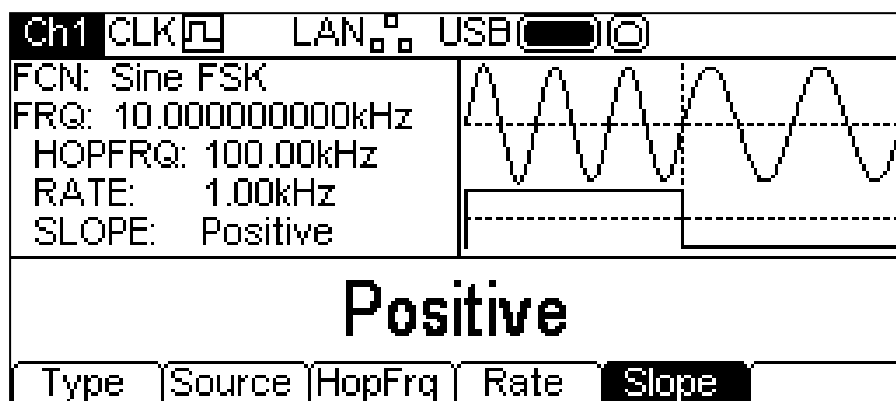 Ch1 CLK LAN USB
FCN: Sine FSK
FRQ: 10.000000000kHz
HOPFRQ: 100.00kHz
RATE: 1.00kHz
SLOPE: Positive
Positive
Type Source HopFrq Rate Slope